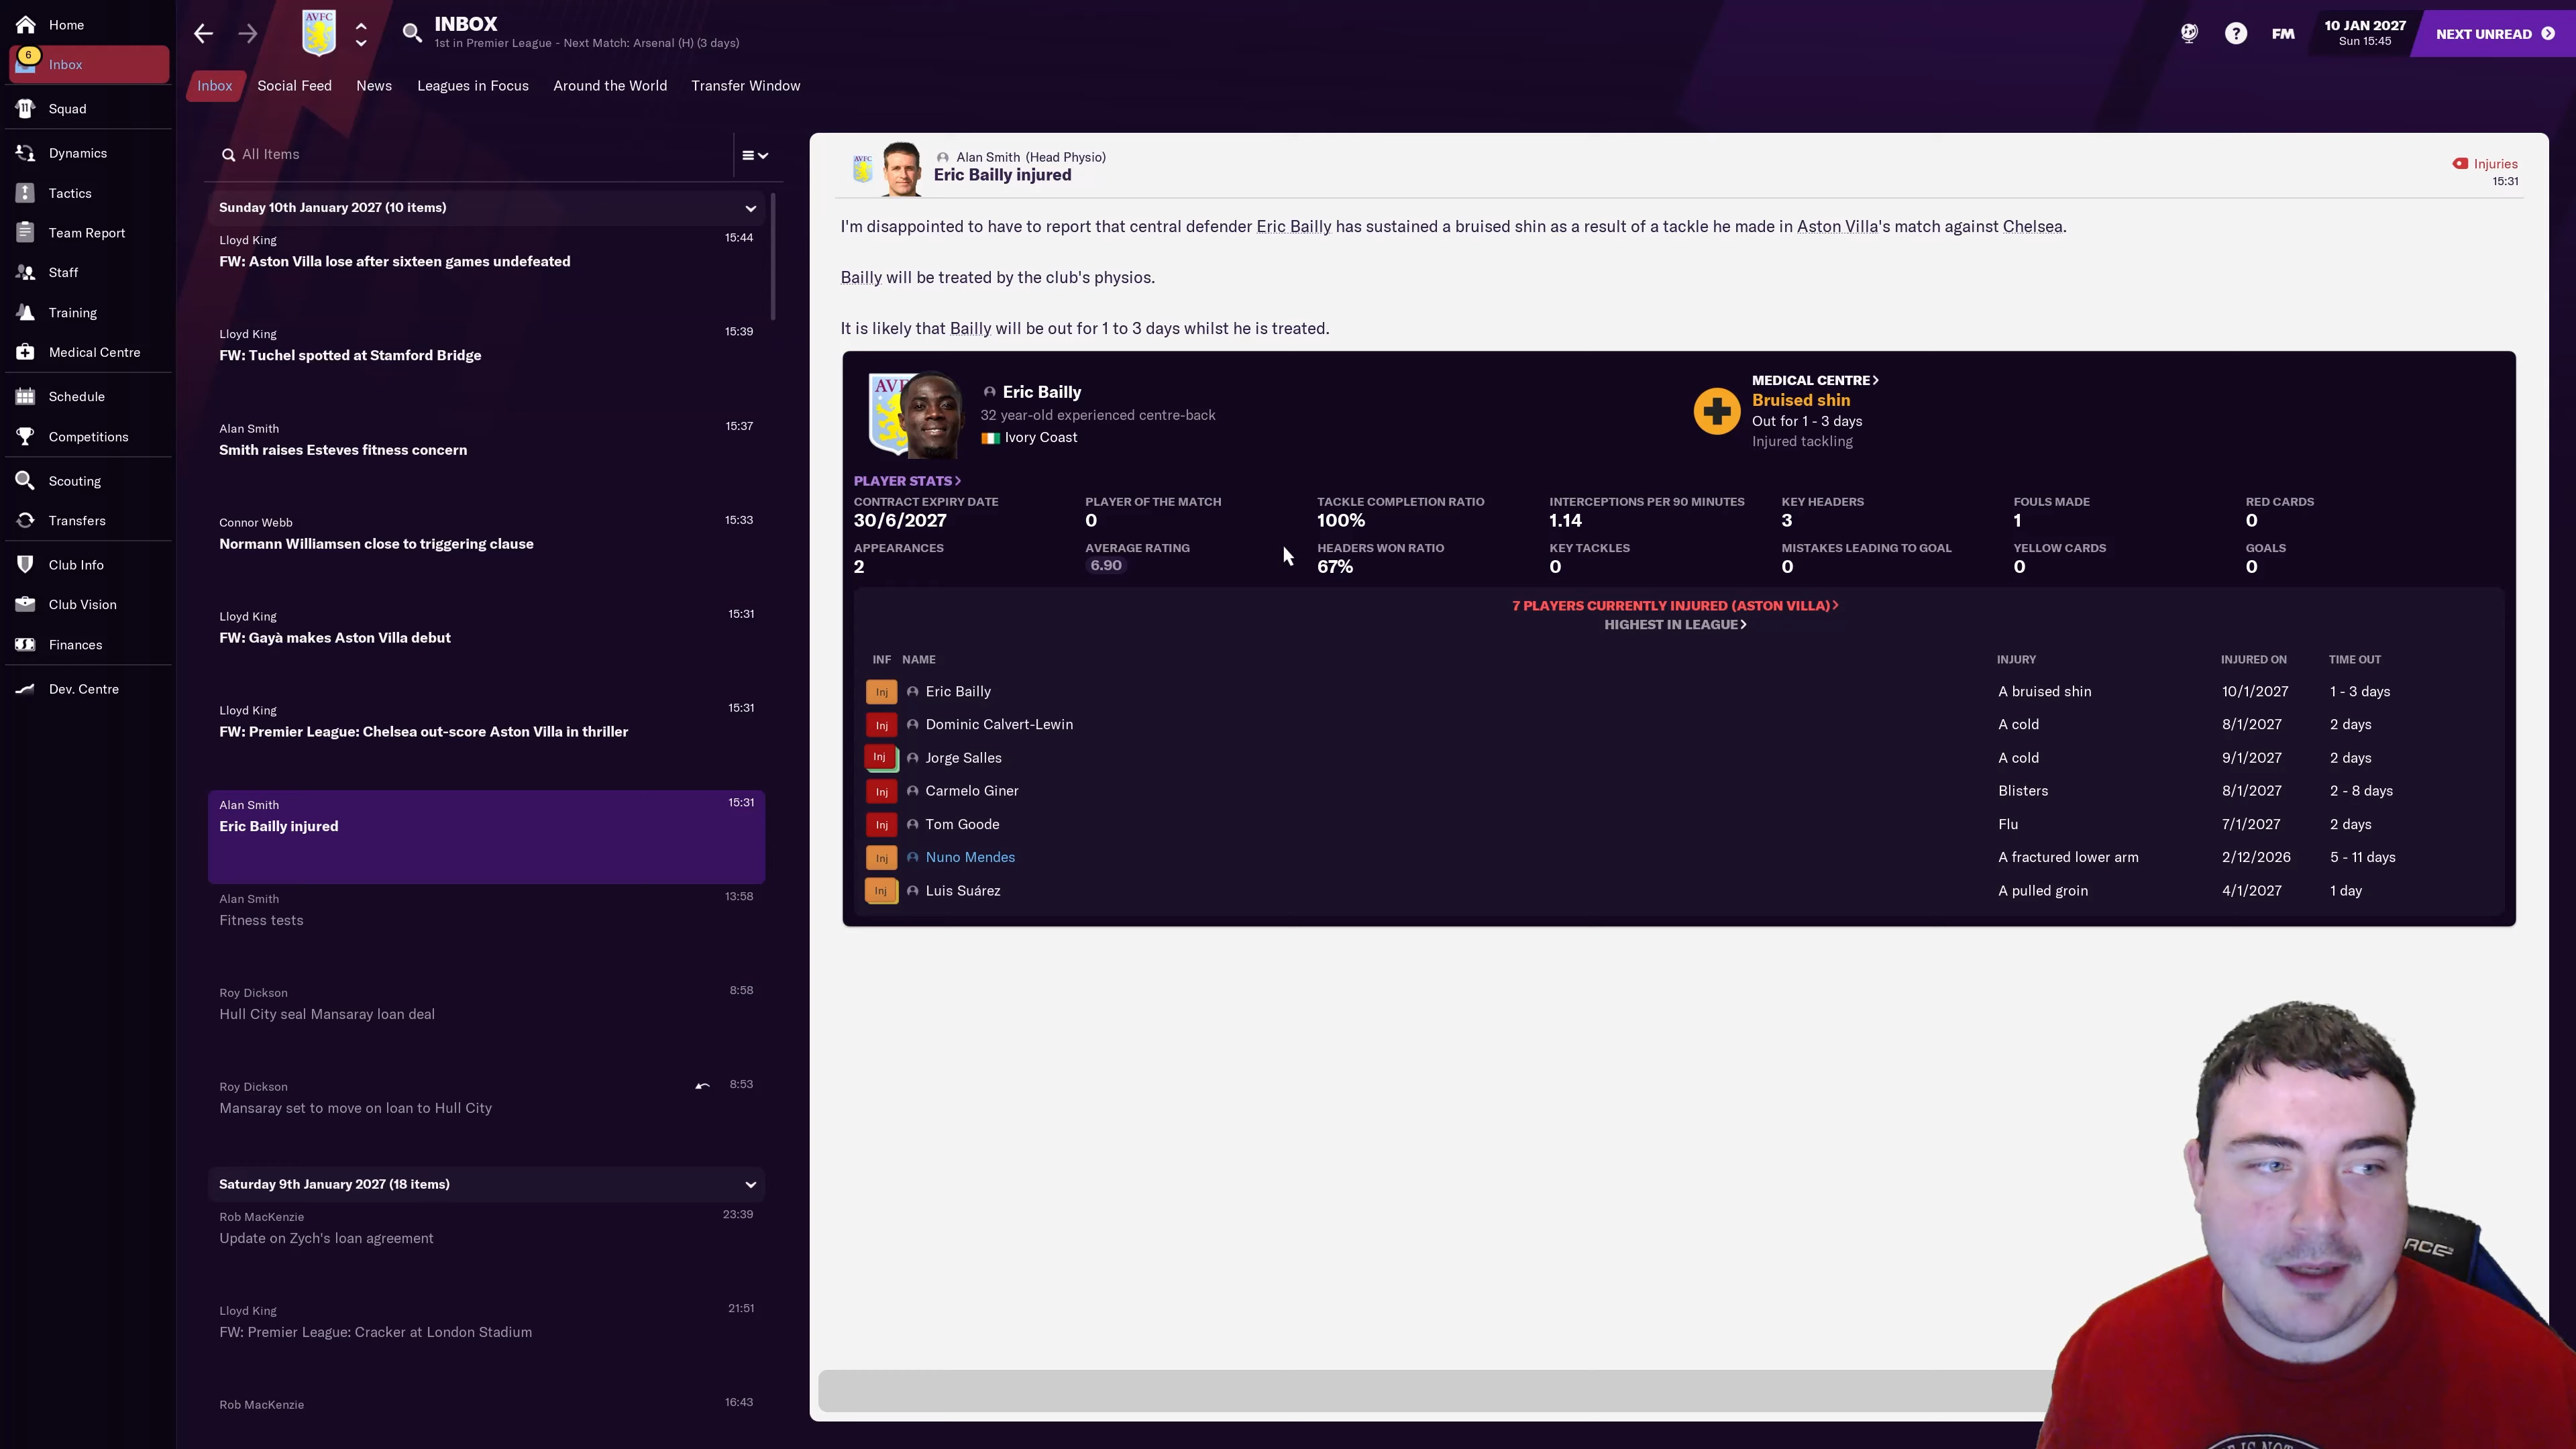 Home
6
Inbox
Squad
Dynamics
Tactics
Team Report
Staff
Training
Medical Centre
Schedule
Competitions
Scouting
Transfers
Club Info
Club Vision
Finances
Dev. Centre
AVFC
INBOX
1st in Premier League - Next Match: Arsenal (H) (3 days)
?
FM
10 JAN 2027
Sun 15:45
NEXT UNREAD
Inbox Social Feed News Leagues in Focus Around the World Transfer Window
All Items
Sunday 10th January 2027 (10 items)
Lloyd King 15:44
FW: Aston Villa lose after sixteen games undefeated
Lloyd King 15:39
FW: Tuchel spotted at Stamford Bridge
Alan Smith 15:37
Smith raises Esteves fitness concern
Connor Webb 15:33
Normann Williamsen close to triggering clause
Lloyd King 15:31
FW: Gayà makes Aston Villa debut
Lloyd King 15:31
FW: Premier League: Chelsea out-score Aston Villa in thriller
Alan Smith 15:31
Eric Bailly injured
Alan Smith 13:58
Fitness tests
Roy Dickson 8:58
Hull City seal Mansaray loan deal
Roy Dickson 8:53
Mansaray set to move on loan to Hull City
Saturday 9th January 2027 (18 items)
Rob MacKenzie 23:39
Update on Zych's loan agreement
Lloyd King 21:51
FW: Premier League: Cracker at London Stadium
Rob MacKenzie 16:43
AVFC
Alan Smith (Head Physio)
Eric Bailly injured
Injuries
15:31
I'm disappointed to have to report that central defender Eric Bailly has sustained a bruised shin as a result of a tackle he made in Aston Villa's match against Chelsea.
Bailly will be treated by the club's physios.
It is likely that Bailly will be out for 1 to 3 days whilst he is treated.
Eric Bailly
32 year-old experienced centre-back
Ivory Coast
MEDICAL CENTRE
Bruised shin
Out for 1 - 3 days
Injured tackling
PLAYER STATS
CONTRACT EXPIRY DATE PLAYER OF THE MATCH TACKLE COMPLETION RATIO INTERCEPTIONS PER 90 MINUTES KEY HEADERS FOULS MADE RED CARDS
30/6/2027 0 100% 1.14 3 1 0
APPEARANCES AVERAGE RATING HEADERS WON RATIO KEY TACKLES MISTAKES LEADING TO GOAL YELLOW CARDS GOALS
2 6.90 67% 0 0 0 0
7 PLAYERS CURRENTLY INJURED (ASTON VILLA)
HIGHEST IN LEAGUE
INF NAME INJURY INJURED ON TIME OUT
Inj Eric Bailly A bruised shin 10/1/2027 1 - 3 days
Inj Dominic Calvert-Lewin A cold 8/1/2027 2 days
Inj Jorge Salles A cold 9/1/2027 2 days
Inj Carmelo Giner Blisters 8/1/2027 2 - 8 days
Inj Tom Goode Flu 7/1/2027 2 days
Inj Nuno Mendes A fractured lower arm 2/12/2026 5 - 11 days
Inj Luis Suárez A pulled groin 4/1/2027 1 day